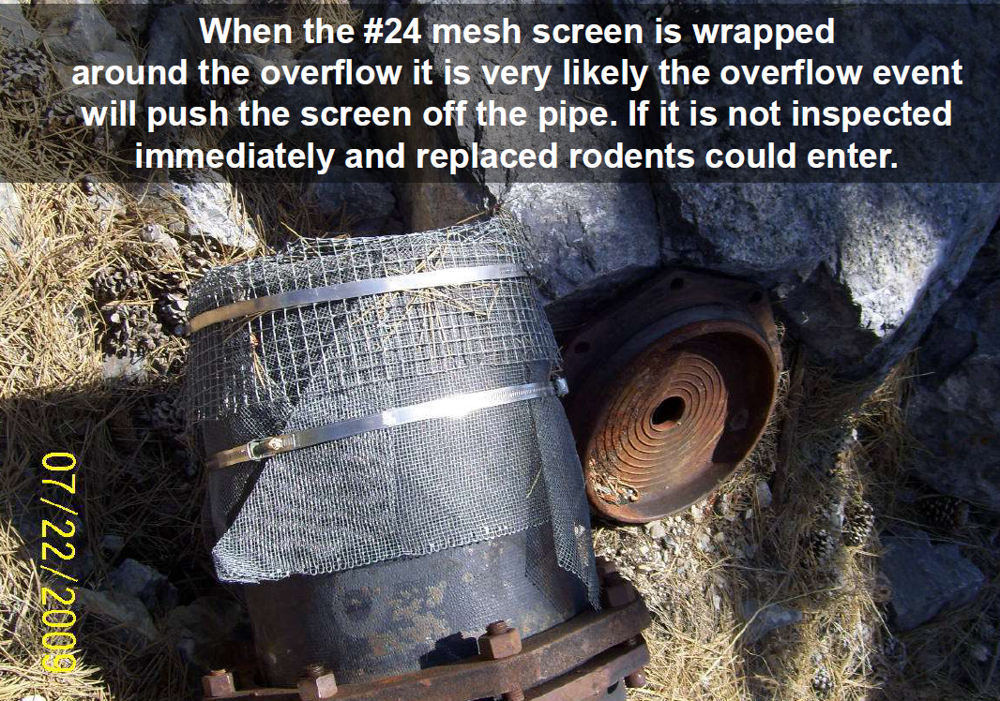 When the #24 mesh screen is wrapped
around the overflow it is very likely the overflow event
will push the screen off the pipe. If it is not inspected
immediately and replaced rodents could enter.
07/22/2009